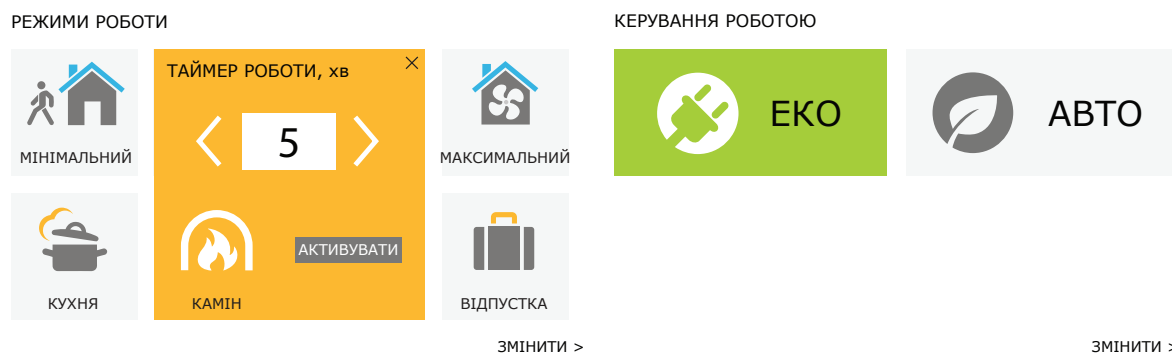 РЕЖИМИ РОБОТИ
КЕРУВАННЯ РОБОТОЮ
ТАЙМЕР РОБОТИ, хв
5
МІНІМАЛЬНИЙ
МАКСИМАЛЬНИЙ
ЕКО
АВТО
АКТИВУВАТИ
КУХНЯ
КАМІН
ВІДПУСТКА
ЗМІНИТИ >
ЗМІНИТИ >